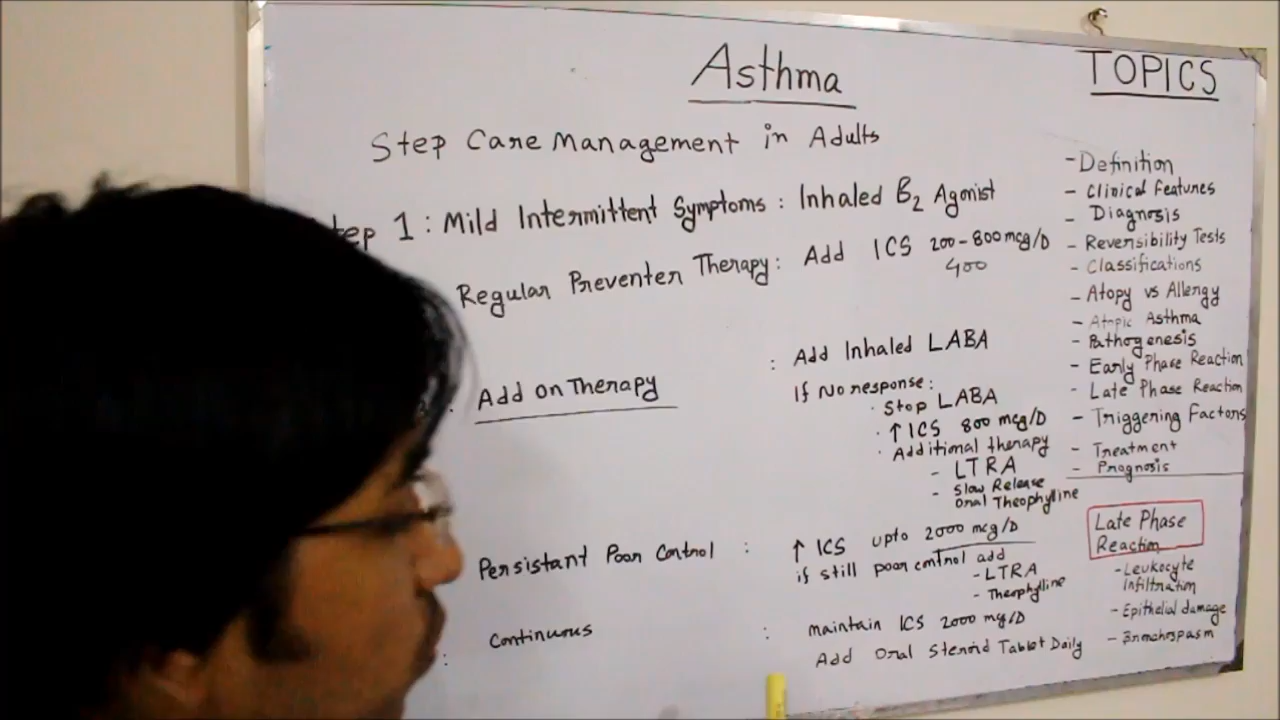 Asthma
Step Care Management in Adults
tep 1 : Mild Intermittent Symptoms : Inhaled B2 Agonist
Regular Preventer Therapy : Add ICS 200-800 mcg/D
400
Add on Therapy : Add Inhaled LABA
If No response :
· Stop LABA
· ↑ ICS 800 mcg/D
· Additional therapy
- LTRA
- Slow Release
Oral Theophylline
Persistant Poor Control : ↑ ICS upto 2000 mcg/D
if still poor control add
- LTRA
- Theophylline
Continuous : maintain ICS 2000 mg/D
Add Oral Steroid Tablet Daily
TOPICS
- Definition
- Clinical Features
- Diagnosis
- Reversibility Tests
- Classifications
- Atopy vs Allergy
- Atopic Asthma
- Pathogenesis
- Early Phase Reaction
- Late Phase Reaction
- Triggering Factors
- Treatment
- Prognosis
Late Phase
Reaction
- Leukocyte
infiltration
- Epithelial damage
- Bronchospasm